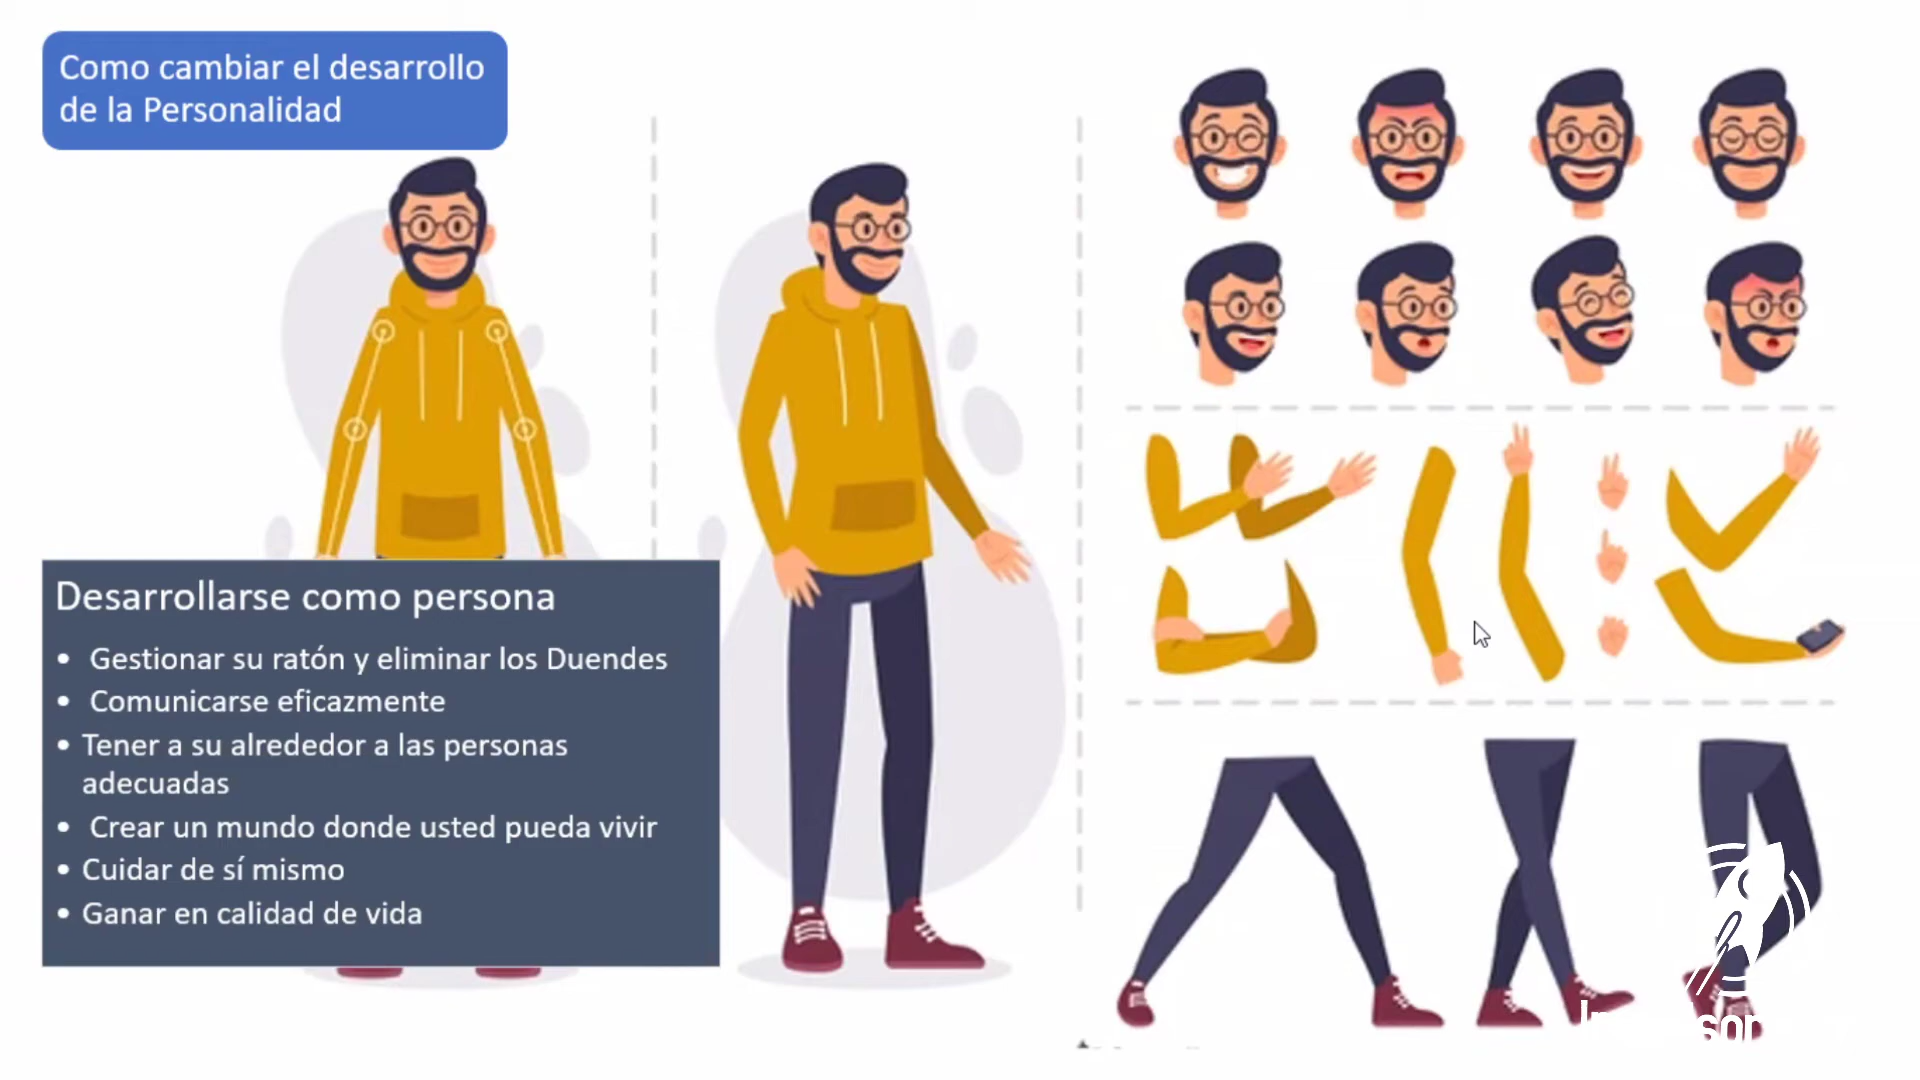 Como cambiar el desarrollo
de la Personalidad
Desarrollarse como persona
• Gestionar su ratón y eliminar los Duendes
• Comunicarse eficazmente
• Tener a su alrededor a las personas
adecuadas
• Crear un mundo donde usted pueda vivir
• Cuidar de sí mismo
• Ganar en calidad de vida